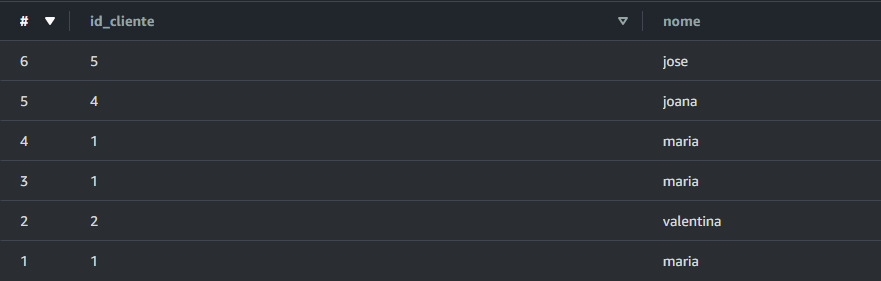 # id_cliente nome
6 5 jose
5 4 joana
4 1 maria
3 1 maria
2 2 valentina
1 1 maria